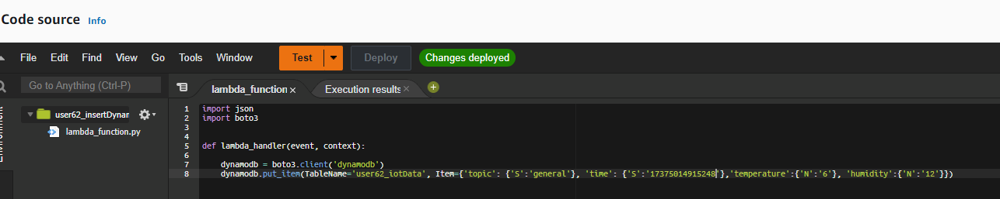 Code source Info
File Edit Find View Go Tools Window Test Deploy Changes deployed
Go to Anything (Ctrl-P)
lambda_function
Execution results
user62_insertDynam
lambda_function.py
1 import json
2 import boto3
3
4
5 def lambda_handler(event, context):
6
7 dynamodb = boto3.client('dynamodb')
8 dynamodb.put_item(TableName='user62_iotData', Item={'topic': {'S':'general'}, 'time': {'S':'17375014915248'},'temperature':{'N':'6'}, 'humidity':{'N':'12'}})